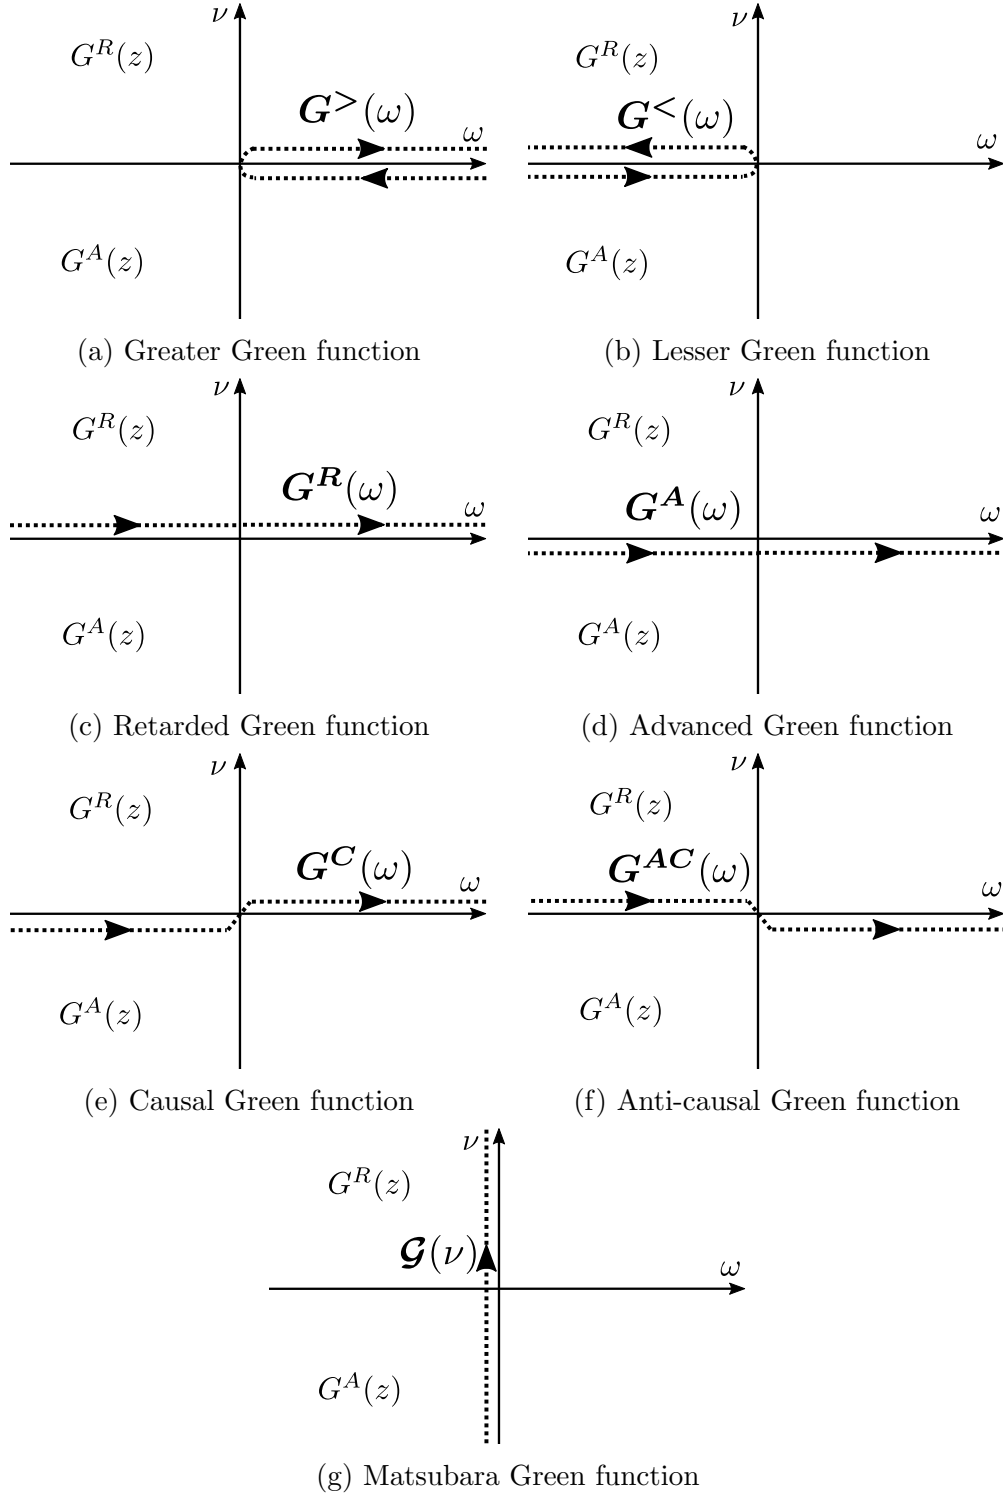 ν
ν
G^R(z)
G^R(z)
G^>(ω)
G^<(ω)
ω
ω
G^A(z)
G^A(z)
(a) Greater Green function
(b) Lesser Green function
ν
ν
G^R(z)
G^R(z)
G^R(ω)
G^A(ω)
ω
ω
G^A(z)
G^A(z)
(c) Retarded Green function
(d) Advanced Green function
ν
ν
G^R(z)
G^R(z)
G^C(ω)
G^{AC}(ω)
ω
ω
G^A(z)
G^A(z)
(e) Causal Green function
(f) Anti-causal Green function
ν
G^R(z)
𝓖(ν)
ω
G^A(z)
(g) Matsubara Green function